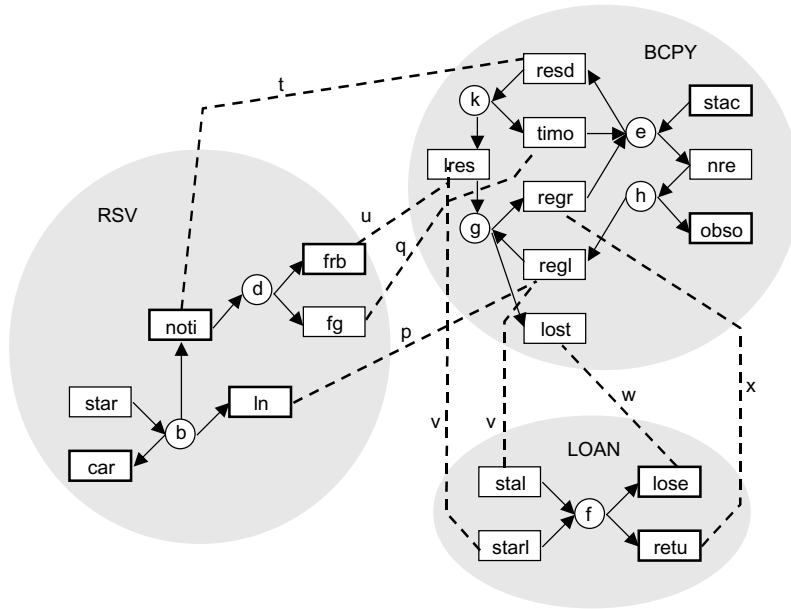 BCPY
resd
t
k
stac
timo
e
lres
nre
RSV
regr
h
u
g
q
obso
frb
regl
d
noti
fg
lost
p
x
star
ln
w
b
v
v
LOAN
car
stal
lose
f
starl
retu